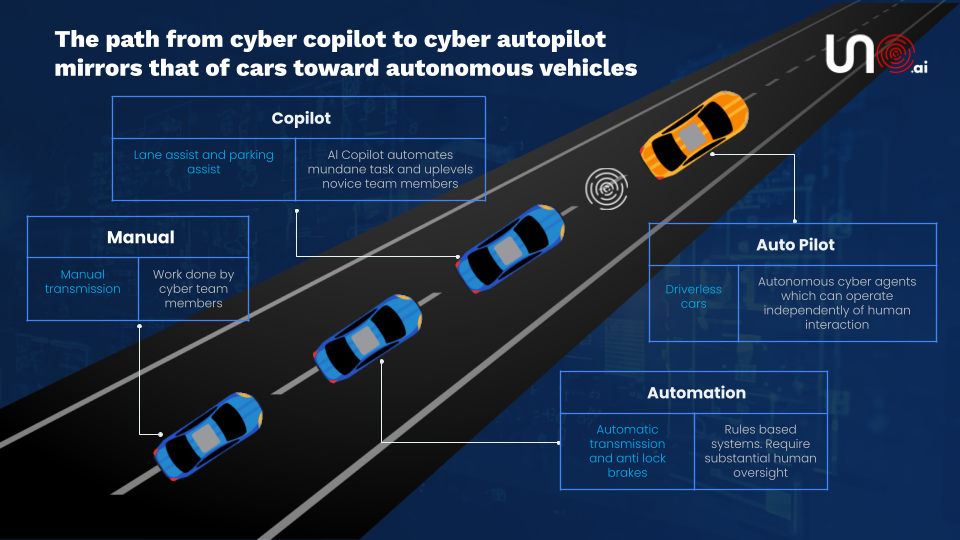 The path from cyber copilot to cyber autopilot
mirrors that of cars toward autonomous vehicles
UNO.ai
Copilot
Lane assist and parking
assist
AI Copilot automates
mundane task and uplevels
novice team members
Manual
Manual
transmission
Work done by
cyber team
members
Auto Pilot
Driverless
cars
Autonomous cyber agents
which can operate
independently of human
interaction
Automation
Automatic
transmission
and anti lock
brakes
Rules based
systems. Require
substantial human
oversight